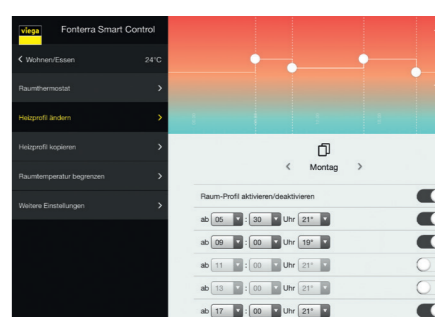 viega Fonterra Smart Control
Wohnen/Essen 24°C
Raumthermostat
Heizprofil ändern
Heizprofil kopieren
Raumtemperatur begrenzen
Weitere Einstellungen
Montag
Raum-Profil aktivieren/deaktivieren
ab 05 : 30 Uhr 21°
ab 09 : 00 Uhr 19°
ab 11 : 00 Uhr 21°
ab 13 : 00 Uhr 21°
ab 17 : 00 Uhr 21°